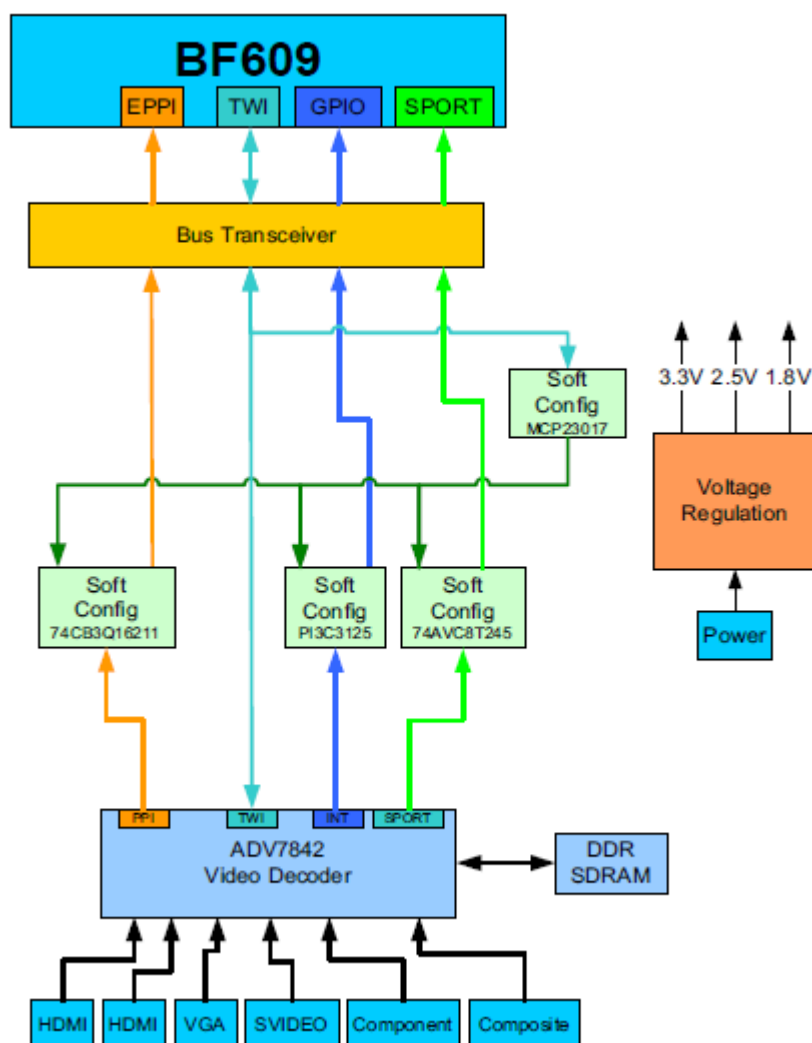 BF609
EPPI TWI GPIO SPORT
Bus Transceiver
3.3V 2.5V 1.8V
Soft
Config
MCP23017
Voltage
Regulation
Soft
Config
74CB3Q16211
Soft
Config
PI3C3125
Soft
Config
74AVC8T245
Power
PPI TWI INT SPORT
ADV7842
Video Decoder
DDR
SDRAM
HDMI HDMI VGA SVIDEO Component Composite